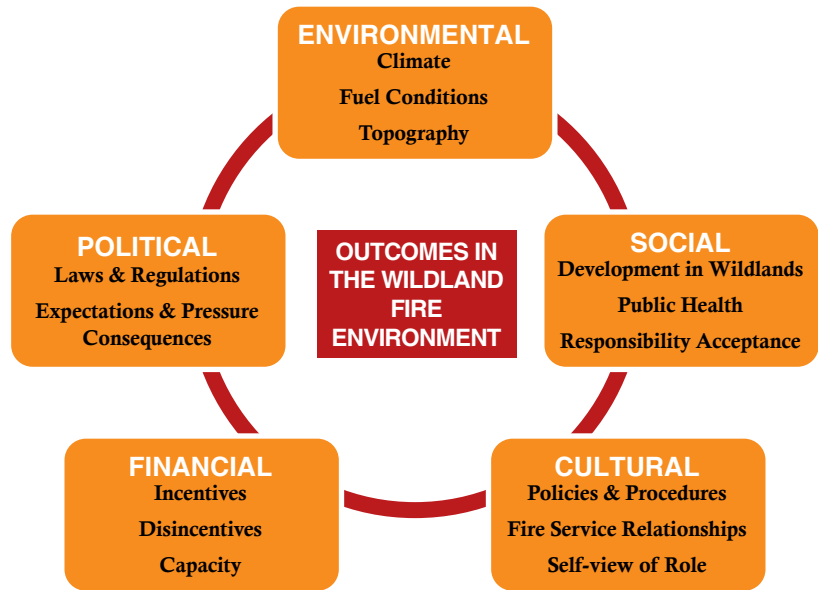 ENVIRONMENTAL
Climate
Fuel Conditions
Topography
POLITICAL
Laws & Regulations
Expectations & Pressure
Consequences
OUTCOMES IN
THE WILDLAND
FIRE
ENVIRONMENT
SOCIAL
Development in Wildlands
Public Health
Responsibility Acceptance
FINANCIAL
Incentives
Disincentives
Capacity
CULTURAL
Policies & Procedures
Fire Service Relationships
Self-view of Role